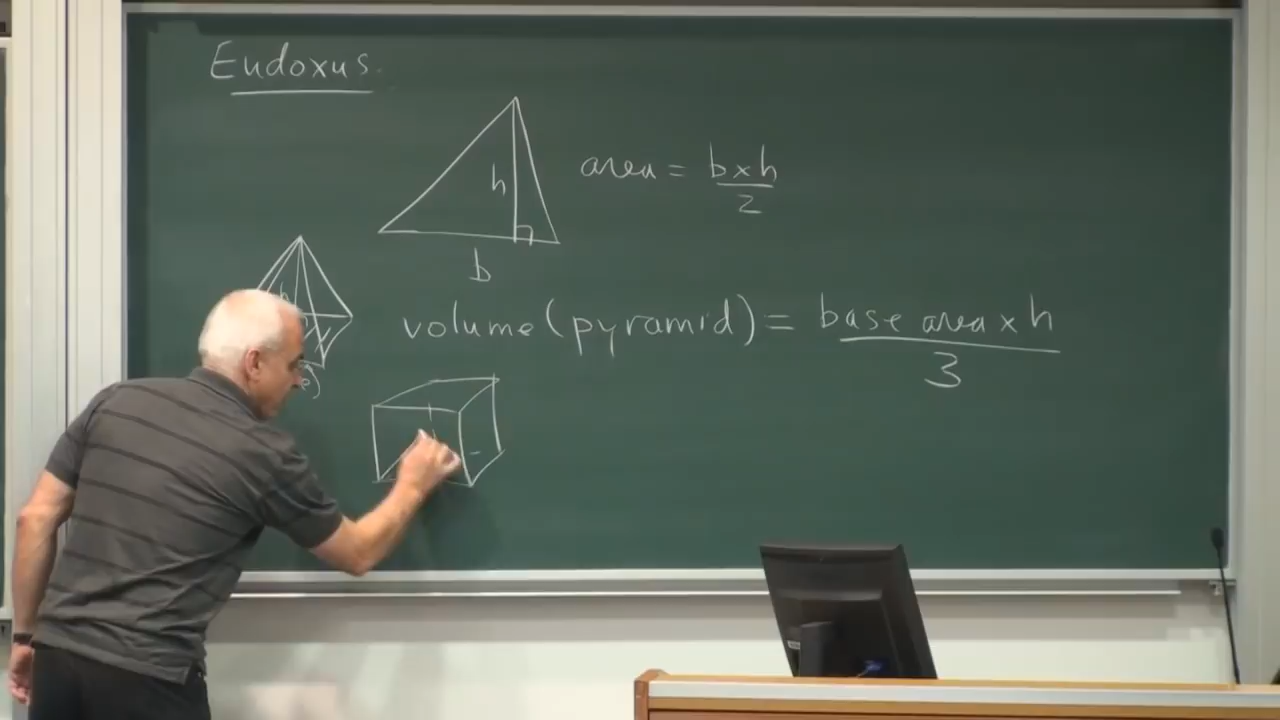 Eudoxus.
h
area = b×h/2
b
h
volume(pyramid) = base area × h/3